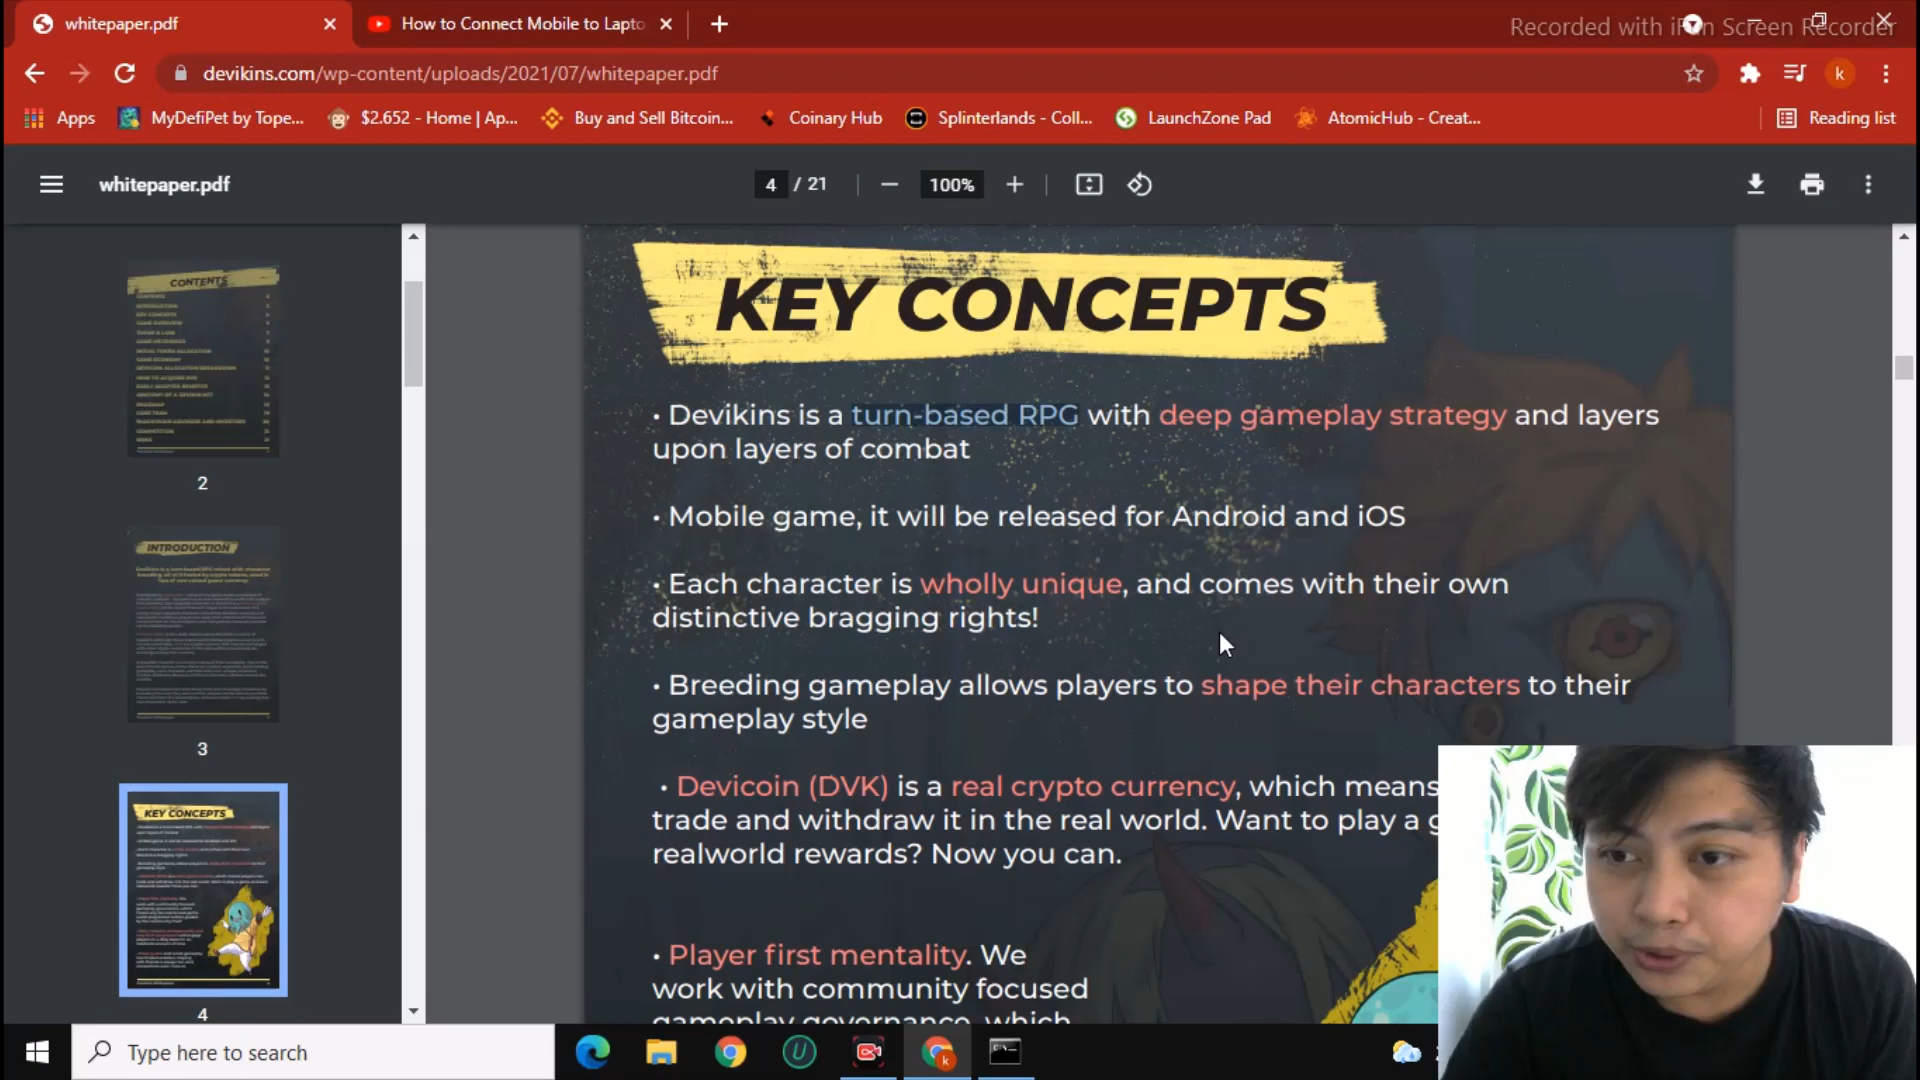 whitepaper.pdf
How to Connect Mobile to Lapto
Recorded with iFun Screen Recorder
devikins.com/wp-content/uploads/2021/07/whitepaper.pdf
k
Apps
MyDefiPet by Tope...
$2.652 - Home | Ap...
Buy and Sell Bitcoin...
Coinary Hub
Splinterlands - Coll...
LaunchZone Pad
AtomicHub - Creat...
Reading list
whitepaper.pdf
4 / 21
100%
CONTENTS
2
INTRODUCTION
3
KEY CONCEPTS
4
KEY CONCEPTS
• Devikins is a turn-based RPG with deep gameplay strategy and layers
upon layers of combat
• Mobile game, it will be released for Android and iOS
• Each character is wholly unique, and comes with their own
distinctive bragging rights!
• Breeding gameplay allows players to shape their characters to their
gameplay style
• Devicoin (DVK) is a real crypto currency, which means
trade and withdraw it in the real world. Want to play a g
realworld rewards? Now you can.
• Player first mentality. We
work with community focused
gameplay governance, which
Type here to search